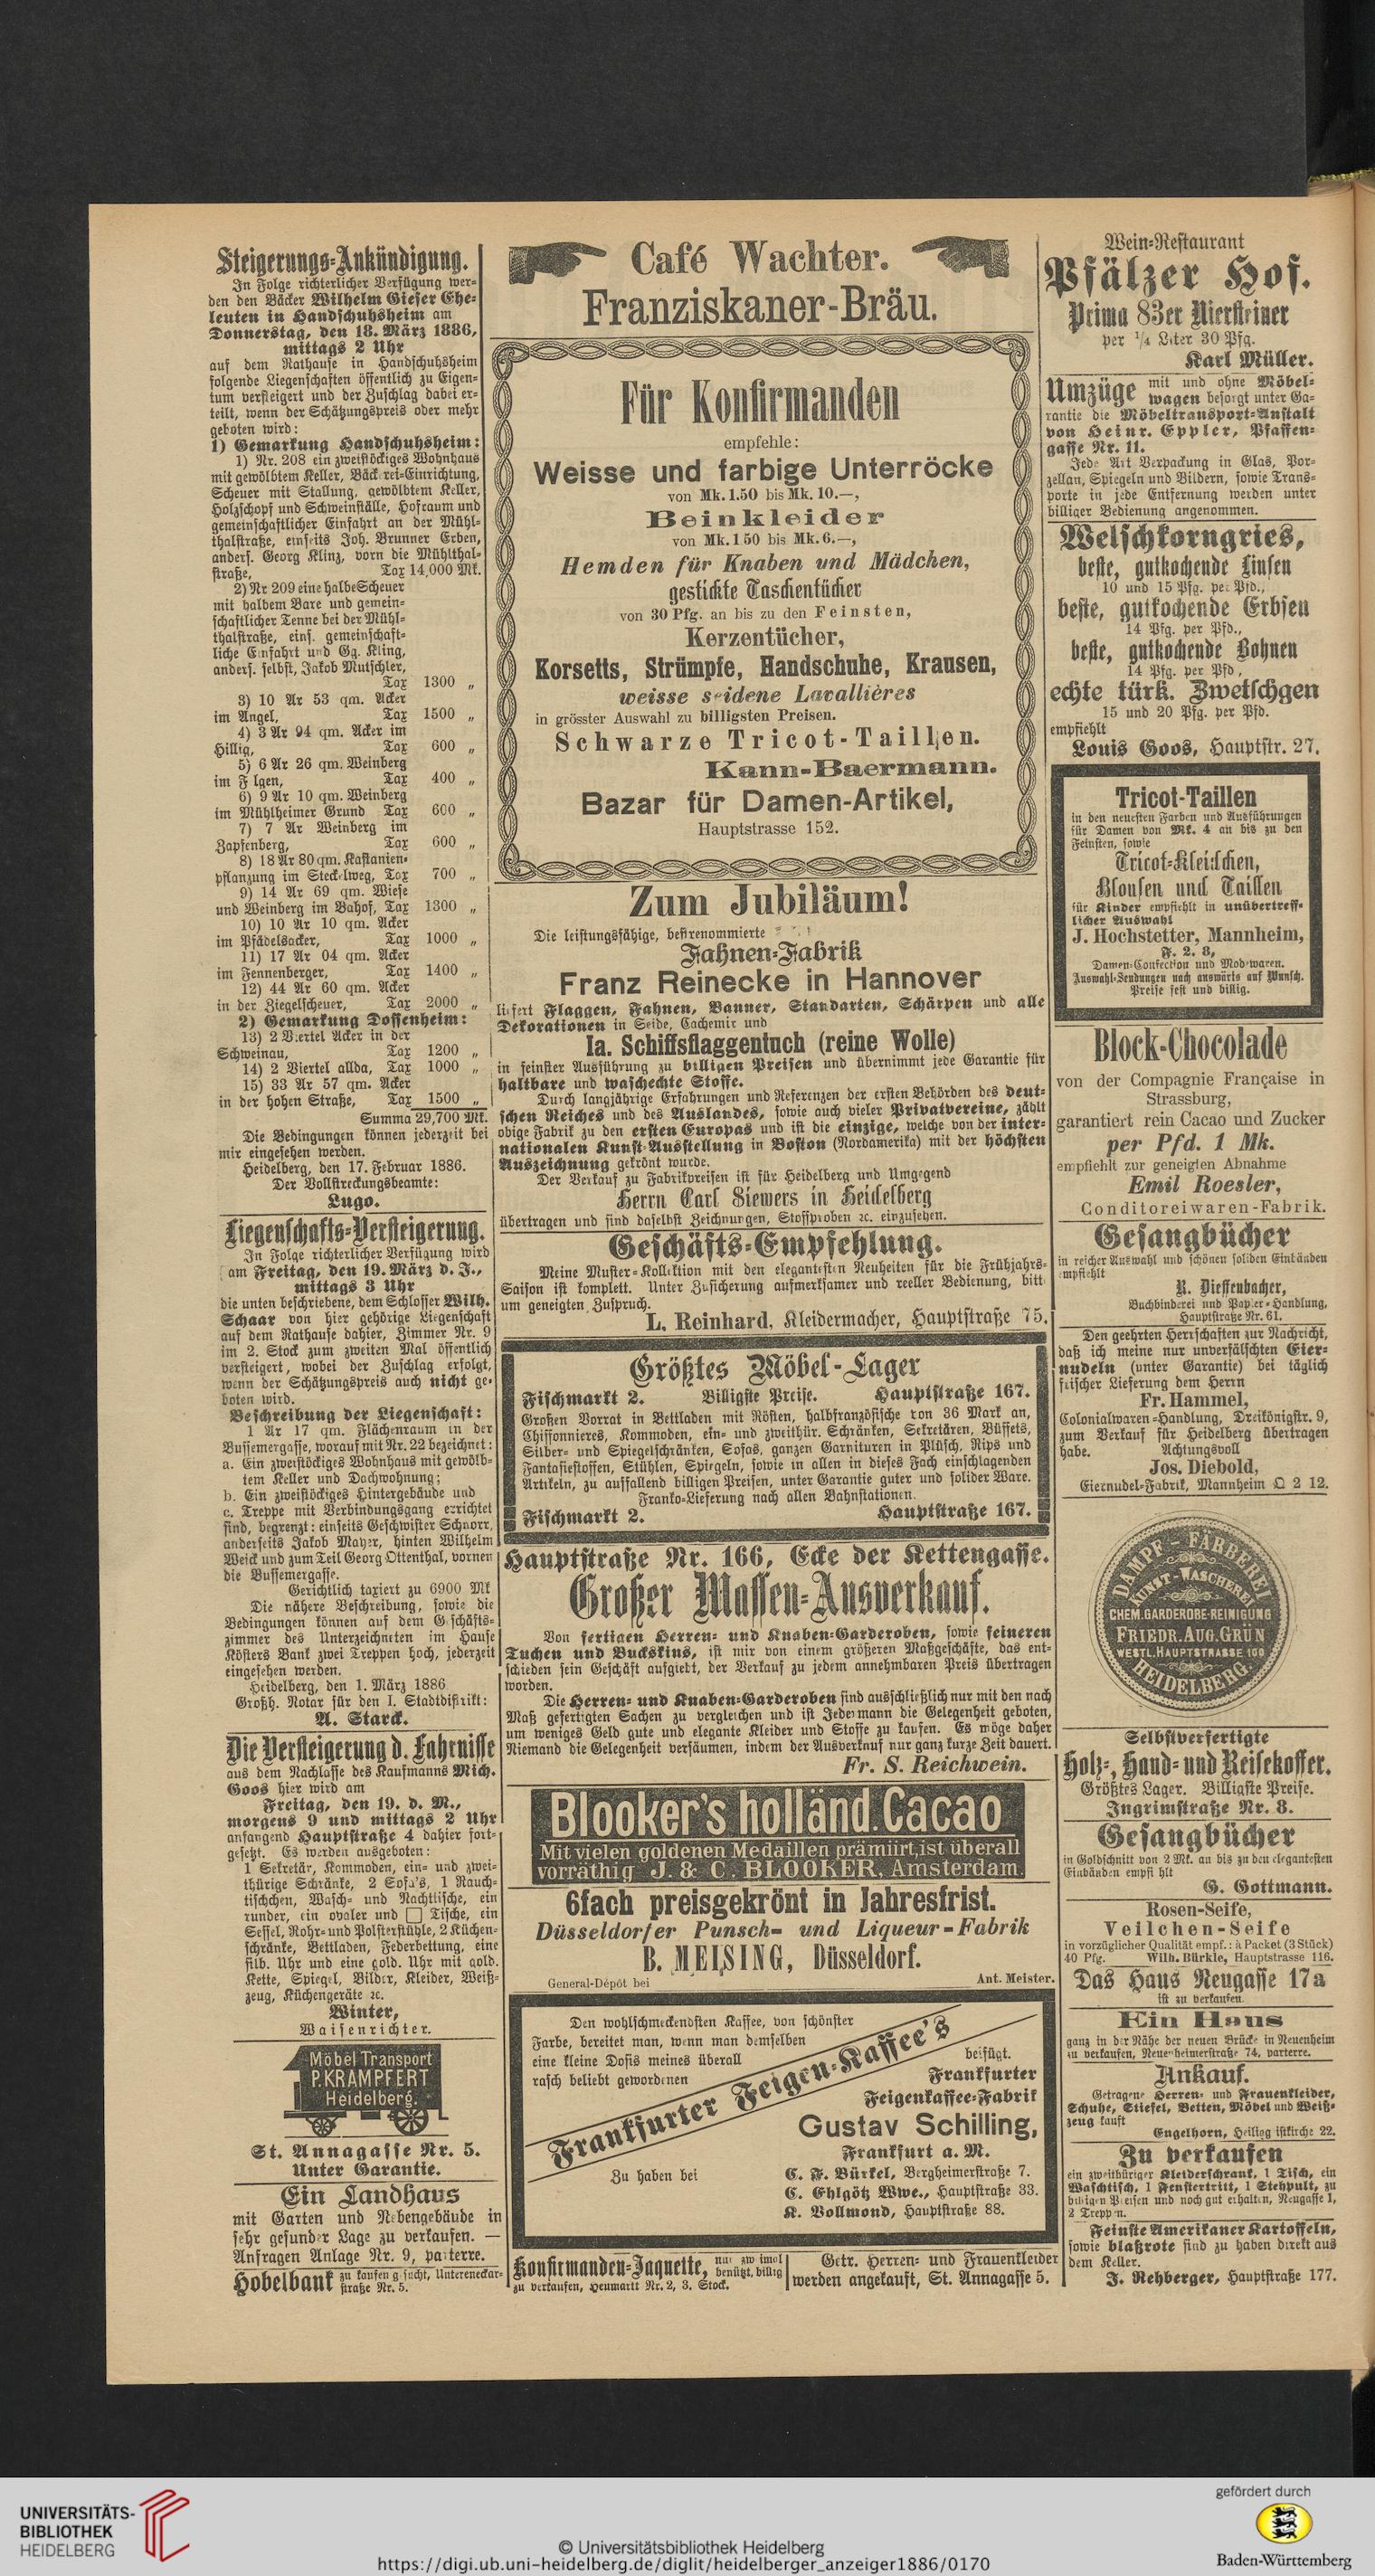 Steigerungs-Ankündigung.
In Folge richterlicher Verfügung wer-
den den Bäcker Wilhelm Gieser Ehe-
leuten in Handschuhsheim am
Donnerstag, den 18. März 1886,
mittags 2 Uhr
auf dem Rathause in Handschuhsheim
folgende Liegenschaften öffentlich zu Eigen-
tum versteigert und der Zuschlag dabei er-
teilt, wenn der Schätzungspreis oder mehr
geboten wird:
1) Gemarkung Handschuhsheim:
1) Nr. 208 ein zweistöckiges Wohnhaus
mit gewölbtem Keller, Bäckerei-Einrichtung,
Scheuer mit Stallung, gewölbtem Keller,
Holzschopf und Schweinställe, Hofraum und
gemeinschaftlicher Einfahrt an der Mühl-
thalstraße, einseits Joh. Brunner Erben,
anders. Georg Klinz, vorn die Mühlthal-
straße, Tax 14,000 Mk.
2) Nr 209 eine halbe Scheuer
mit halbem Bare und gemein-
schaftlicher Tenne bei der Mühl-
thalstraße, eins. gemeinschaft-
liche Einfahrt und Gg. Kling,
anders. selbst, Jakob Mutschler,
Tax 1300 „
3) 10 Ar 53 qm. Acker
im Angel, Tax 1500 „
4) 3 Ar 94 qm. Acker im
Hillig, Tax 600 „
5) 6 Ar 26 qm. Weinberg
im F lgen, Tax 400 „
6) 9 Ar 10 qm. Weinberg
im Mühlheimer Grund Tax 600 „
7) 7 Ar Weinberg im
Zapfenberg, Tax 600 „
8) 18 Ar 80 qm. Kastanien-
pflanzung im Steckelweg, Tax 700 „
9) 14 Ar 69 qm. Wiese
und Weinberg im Bahof, Tax 1300 „
10) 10 Ar 10 qm. Acker
im Pfädelsacker, Tax 1000 „
11) 17 Ar 04 qm. Acker
im Fennenberger, Tax 1400 „
12) 44 Ar 60 qm. Acker
in der Ziegelscheuer, Tax 2000 „
2) Gemarkung Dossenheim:
13) 2 Viertel Acker in der
Schweinau, Tax 1200 „
14) 2 Viertel allda, Tax 1000 „
15) 33 Ar 57 qm. Acker
in der hohen Straße, Tax 1500 „
Summa 29,700 Mk.
Die Bedingungen können jederzeit bei
mir eingesehen werden.
Heidelberg, den 17. Februar 1886.
Der Vollstreckungsbeamte:
Lugo.
Liegenschafts-Versteigerung.
In Folge richterlicher Verfügung wird
am Freitag, den 19. März d. J.,
mittags 3 Uhr
die unten beschriebene, dem Schlosser Wilh.
Schaar von hier gehörige Liegenschaft
auf dem Rathause dahier, Zimmer Nr. 9
im 2. Stock zum zweiten Mal öffentlich
versteigert, wobei der Zuschlag erfolgt,
wenn der Schätzungspreis auch nicht ge-
boten wird.
Beschreibung der Liegenschaft:
1 Ar 17 qm. Flächenraum in der
Bussemergasse, worauf mit Nr. 22 bezeichnet:
a. Ein zweistöckiges Wohnhaus mit gewölb-
tem Keller und Dachwohnung;
b. Ein zweistöckiges Hintergebäude und
c. Treppe mit Verbindungsgang errichtet
sind, begrenzt: einseits Geschwister Schnorr,
anderseits Jakob Mayer, hinten Wilhelm
Weick und zum Teil Georg Ottenthal, vornen
die Bussemergasse.
Gerichtlich taxiert zu 6900 Mk
Die nähere Beschreibung, sowie die
Bedingungen können auf dem Geschäfts-
zimmer des Unterzeichneten im Hause
Kösters Bank zwei Treppen hoch, jederzeit
eingesehen werden.
Heidelberg, den 1. März 1886
Großh. Notar für den I. Stadtdistrikt:
A. Starck.
Die Versteigerung d. Fahrnisse
aus dem Nachlasse des Kaufmanns Mich.
Goos hier wird am
Freitag, den 19. d. M.,
morgens 9 und mittags 2 Uhr
anfangend Hauptstraße 4 dahier fort-
gesetzt. Es werden ausgeboten:
1 Sekretär, Kommoden, ein- und zwei-
thürige Schränke, 2 Sofa's, 1 Rauch-
tischchen, Wasch- und Nachttische, ein
runder, ein ovaler und □ Tische, ein
Sessel, Rohr- und Polsterstühle, 2 Küchen-
schränke, Bettladen, Federbettung, eine
silb. Uhr und eine gold. Uhr mit gold.
Kette, Spiegel, Bilder, Kleider, Weiß-
zeug, Küchengeräte ꝛc.
Winter,
Waisenrichter.
Möbel Transport
P. KRAMPFERT
Heidelberg.
St. Annagasse Nr. 5.
Unter Garantie.
Ein Landhaus
mit Garten und Nebengebäude in
sehr gesunder Lage zu verkaufen. —
Anfragen Anlage Nr. 9, parterre.
Hobelbank zu kaufen gesucht, Untereneckar-
straße Nr. 5.
Café Wachter.
Franziskaner-Bräu.
Für Konfirmanden
empfehle:
Weisse und farbige Unterröcke
von Mk. 1.50 bis Mk. 10.—,
Beinkleider
von Mk. 1 50 bis Mk. 6.—,
Hemden für Knaben und Mädchen,
gestickte Taschentücher
von 30 Pfg. an bis zu den Feinsten,
Kerzentücher,
Korsetts, Strümpfe, Handschuhe, Krausen,
weisse seidene Lavallières
in grösster Auswahl zu billigsten Preisen.
Schwarze Tricot-Taillen.
Kann-Baermann.
Bazar für Damen-Artikel,
Hauptstrasse 152.
Zum Jubiläum!
Die leistungsfähige, bestrenommierte
Fahnen-Fabrik
Franz Reinecke in Hannover
liefert Flaggen, Fahnen, Banner, Standarten, Schärpen und alle
Dekorationen in Seide, Cachemir und
Ia. Schiffsflaggentuch (reine Wolle)
in feinster Ausführung zu billigen Preisen und übernimmt jede Garantie für
haltbare und waschechte Stoffe.
Durch langjährige Erfahrungen und Referenzen der ersten Behörden des deut-
schen Reiches und des Auslandes, sowie auch vieler Privatvereine, zählt
obige Fabrik zu den ersten Europas und ist die einzige, welche von der inter-
nationalen Kunst-Ausstellung in Boston (Nordamerika) mit der höchsten
Auszeichnung gekrönt wurde.
Der Verkauf zu Fabrikpreisen ist für Heidelberg und Umgegend
Herrn Carl Siewers in Heidelberg
übertragen und sind daselbst Zeichnungen, Stoffproben ꝛc. einzusehen.
Geschäfts-Empfehlung.
Meine Muster-Kollektion mit den elegantesten Neuheiten für die Frühjahrs-
Saison ist komplett. Unter Zusicherung aufmerksamer und reeller Bedienung, bitte
um geneigten Zuspruch.
L. Reinhard, Kleidermacher, Hauptstraße 75.
Größtes Möbel-Lager
Fischmarkt 2. Billigste Preise. Hauptstraße 167.
Großen Vorrat in Bettladen mit Rösten, halbfranzösische von 36 Mark an,
Chiffonnieres, Kommoden, ein- und zweithür. Schränken, Sekretären, Büffets,
Silber- und Spiegelschränken, Sofas, ganzen Garnituren in Plüsch, Rips und
Fantasiestoffen, Stühlen, Spiegeln, sowie in allen in dieses Fach einschlagenden
Artikeln, zu auffallend billigen Preisen, unter Garantie guter und solider Ware.
Franko-Lieferung nach allen Bahnstationen.
Fischmarkt 2. Hauptstraße 167.
Hauptstraße Nr. 166, Ecke der Kettengasse.
Großer Massen-Ausverkauf.
Von fertigen Herren- und Knaben-Garderoben, sowie feineren
Tuchen und Buckskins, ist mir von einem größeren Maßgeschäfte, das ent-
schieden sein Geschäft aufgiebt, der Verkauf zu jedem annehmbaren Preis übertragen
worden.
Die Herren- und Knaben-Garderoben sind ausschließlich nur mit den nach
Maß gefertigten Sachen zu vergleichen und ist Jedermann die Gelegenheit geboten,
um weniges Geld gute und elegante Kleider und Stoffe zu kaufen. Es möge daher
Niemand die Gelegenheit versäumen, indem der Ausverkauf nur ganz kurze Zeit dauert.
Fr. S. Reichwein.
Blooker's holländ. Cacao
Mit vielen goldenen Medaillen prämiirt, ist überall
vorräthig J. & C. BLOOKER, Amsterdam.
6fach preisgekrönt in Jahresfrist.
Düsseldorfer Punsch- und Liqueur-Fabrik
B. MEISING, Düsseldorf.
General-Dépôt bei Ant. Meister.
Den wohlschmeckendsten Kaffee, von schönster
Farbe, bereitet man, wenn man demselben
eine kleine Dosis meines überall
rasch beliebt gewordenen
Frankfurter Feigen-Kaffee's
beifügt.
Frankfurter
Feigenkaffee-Fabrik
Gustav Schilling,
Frankfurt a. M.
Zu haben bei C. F. Bürkel, Bergheimerstraße 7.
C. Ehlgötz Wwe., Hauptstraße 33.
K. Vollmond, Hauptstraße 88.
Konfirmanden-Jaquette, nur zweimal
benützt, billig
zu verkaufen, Heumarkt Nr. 2, 3. Stock.
Getr. Herren- und Frauenkleider
werden angekauft, St. Annagasse 5.
Wein-Restaurant
Pfälzer Hof.
Prima 83er Niersteiner
per 1/4 Liter 30 Pfg.
Karl Müller.
Umzüge mit und ohne Möbel-
wagen besorgt unter Ga-
rantie die Möbeltransport-Anstalt
von Heinr. Eppler, Pfaffen-
gasse Nr. 11.
Jede Art Verpackung in Glas, Por-
zellan, Spiegeln und Bildern, sowie Trans-
porte in jede Entfernung werden unter
billiger Bedienung angenommen.
Welschkorngries,
beste, gutkochende Linsen
10 und 15 Pfg. per Pfd.,
beste, gutkochende Erbsen
14 Pfg. per Pfd.,
beste, gutkochende Bohnen
14 Pfg. per Pfd.,
echte türk. Zwetschgen
15 und 20 Pfg. per Pfd.
empfiehlt
Louis Goos, Hauptstr. 27.
Tricot-Taillen
in den neuesten Farben und Ausführungen
für Damen von Mk. 4 an bis zu den
Feinsten, sowie
Tricot-Kleidchen,
Blousen und Taillen
für Kinder empfiehlt in unübertreff-
licher Auswahl
J. Hochstetter, Mannheim,
F. 2. 8,
Damen-Confection und Modewaren.
Auswahl-Sendungen nach auswärts auf Wunsch.
Preise fest und billig.
Block-Chocolade
von der Compagnie Française in
Strassburg,
garantiert rein Cacao und Zucker
per Pfd. 1 Mk.
empfiehlt zur geneigten Abnahme
Emil Roesler,
Conditoreiwaren-Fabrik.
Gesangbücher
in reicher Auswahl und schönen soliden Einbänden
empfiehlt
R. Dieffenbacher,
Buchbinderei und Papier-Handlung,
Hauptstraße Nr. 61.
Den geehrten Herrschaften zur Nachricht,
daß ich meine nur unverfälschten Eier-
nudeln (unter Garantie) bei täglich
frischer Lieferung dem Herrn
Fr. Hammel,
Colonialwaren-Handlung, Dreikönigstr. 9,
zum Verkauf für Heidelberg übertragen
habe. Achtungsvoll
Jos. Diebold,
Eiernudel-Fabrik, Mannheim Q 2 12.
DAMPF-FÄRBEREI
KUNST-WASCHEREI
CHEM. GARDEROBE-REINIGUNG
FRIEDR. AUG. GRÜN
WESTL. HAUPTSTRASSE 100
HEIDELBERG.
Selbstverfertigte
Holz-, Hand- und Reisekoffer.
Größtes Lager. Billigste Preise.
Ingrimstraße Nr. 8.
Gesangbücher
in Goldschnitt von 2 Mk. an bis zu den elegantesten
Einbänden empfiehlt
G. Gottmann.
Rosen-Seife,
Veilchen-Seife
in vorzüglicher Qualität empf.: à Packet (3 Stück)
40 Pfg. Wilh. Bürkle, Hauptstrasse 116.
Das Haus Neugasse 17a
ist zu verkaufen.
Ein Haus
ganz in der Nähe der neuen Brücke in Neuenheim
zu verkaufen, Neuenheimerstraße 74, parterre.
Ankauf.
Getragene Herren- und Frauenkleider,
Schuhe, Stiefel, Betten, Möbel und Weiß-
zeug kauft
Engelhorn, Heiliggeistkirche 22.
Zu verkaufen
ein zweithüriger Kleiderschrank, 1 Tisch, ein
Waschtisch, 1 Fenstertritt, 1 Stehpult, zu
billigen Preisen und noch gut erhalten, Neugasse 1,
2 Treppen.
Feinste Amerikaner Kartoffeln,
sowie blaßrote sind zu haben direkt aus
dem Keller.
J. Rehberger, Hauptstraße 177.
UNIVERSITÄTS-
BIBLIOTHEK
HEIDELBERG
© Universitätsbibliothek Heidelberg
https://digi.ub.uni-heidelberg.de/diglit/heidelberger_anzeiger1886/0170
gefördert durch
Baden-Württemberg